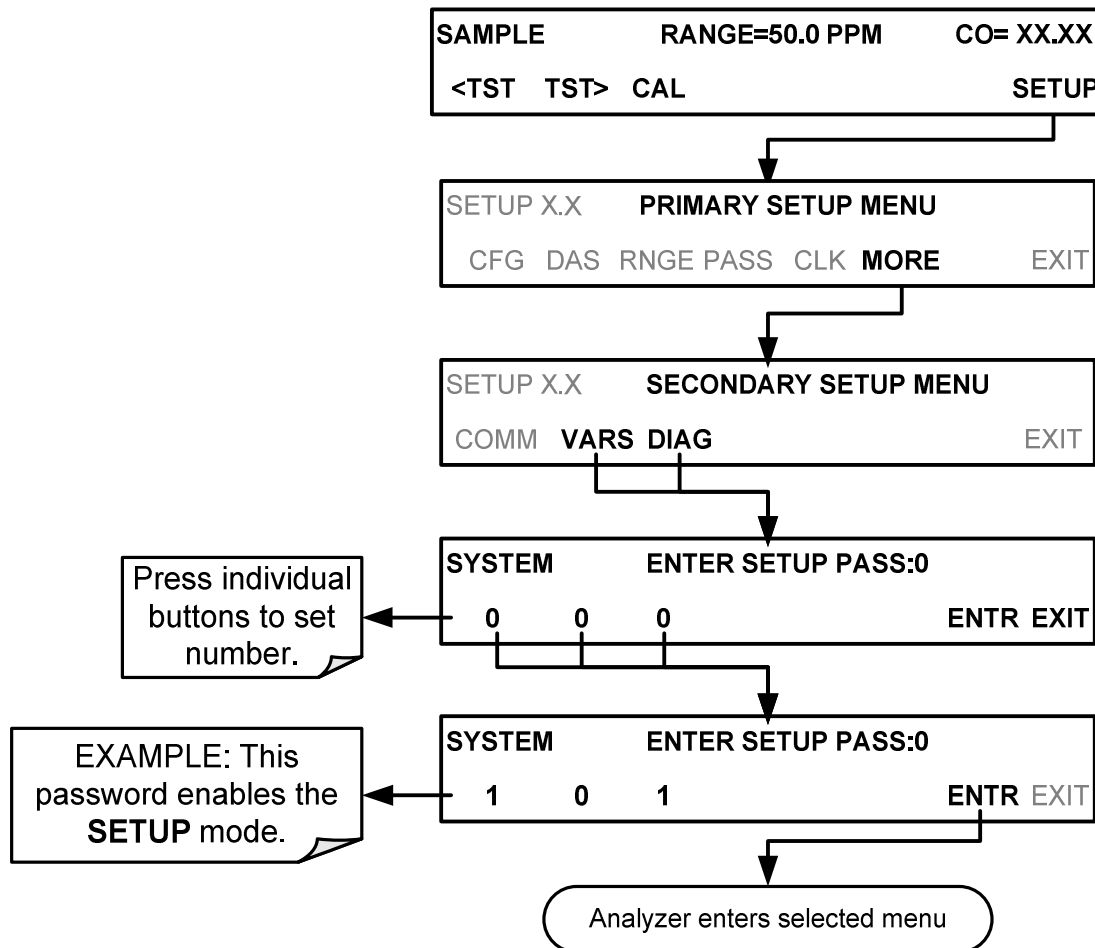 SAMPLE RANGE=50.0 PPM CO= XX.XX
<TST TST> CAL SETUP
SETUP X.X PRIMARY SETUP MENU
CFG DAS RNGE PASS CLK MORE EXIT
SETUP X.X SECONDARY SETUP MENU
COMM VARS DIAG EXIT
SYSTEM ENTER SETUP PASS:0
0 0 0 ENTR EXIT
Press individual
buttons to set
number.
SYSTEM ENTER SETUP PASS:0
1 0 1 ENTR EXIT
EXAMPLE: This
password enables the
SETUP mode.
Analyzer enters selected menu